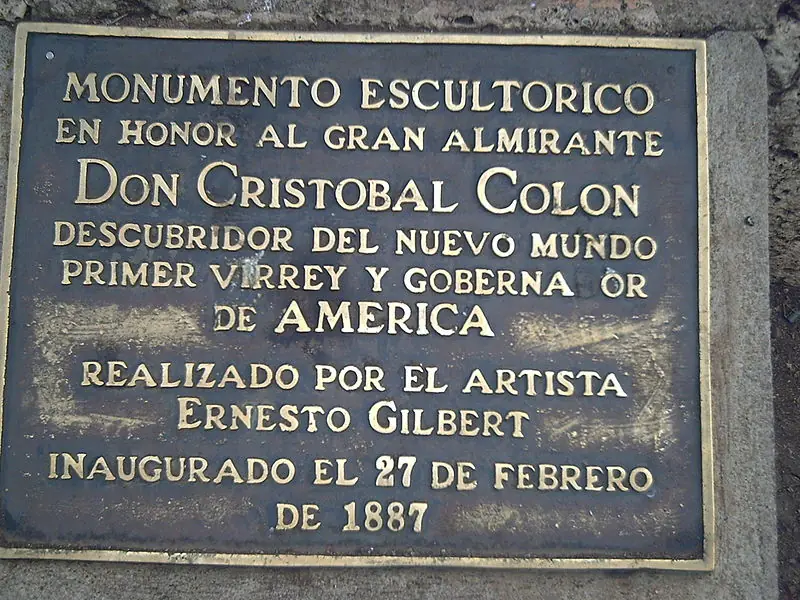 MONUMENTO ESCULTORICO
EN HONOR AL GRAN ALMIRANTE
DON CRISTOBAL COLON
DESCUBRIDOR DEL NUEVO MUNDO
PRIMER VIRREY Y GOBERNA OR
DE AMERICA
REALIZADO POR EL ARTISTA
ERNESTO GILBERT
INAUGURADO EL 27 DE FEBRERO
DE 1887